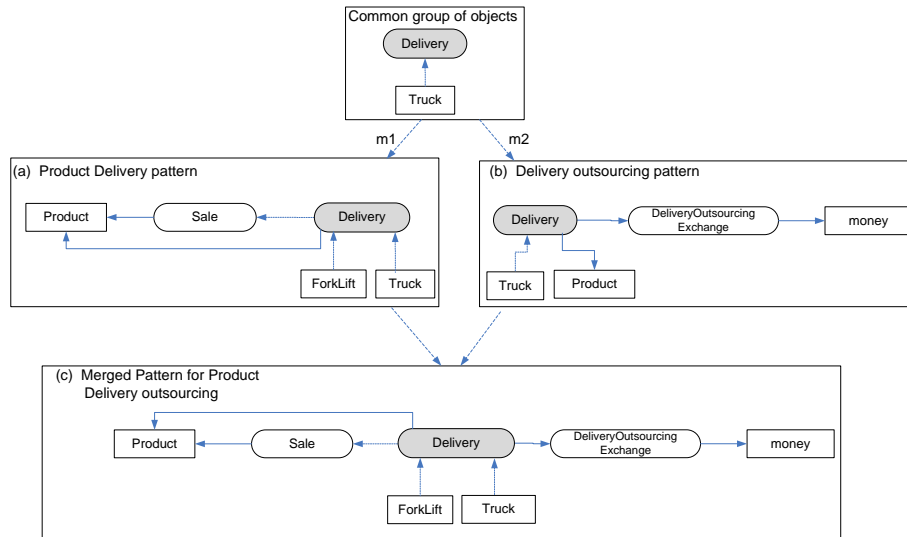 Common group of objects
Delivery
Truck
m1
m2
(a) Product Delivery pattern
Product
Sale
Delivery
ForkLift
Truck
(b) Delivery outsourcing pattern
Delivery
DeliveryOutsourcing
Exchange
money
Truck
Product
(c) Merged Pattern for Product
Delivery outsourcing
Product
Sale
Delivery
DeliveryOutsourcing
Exchange
money
ForkLift
Truck